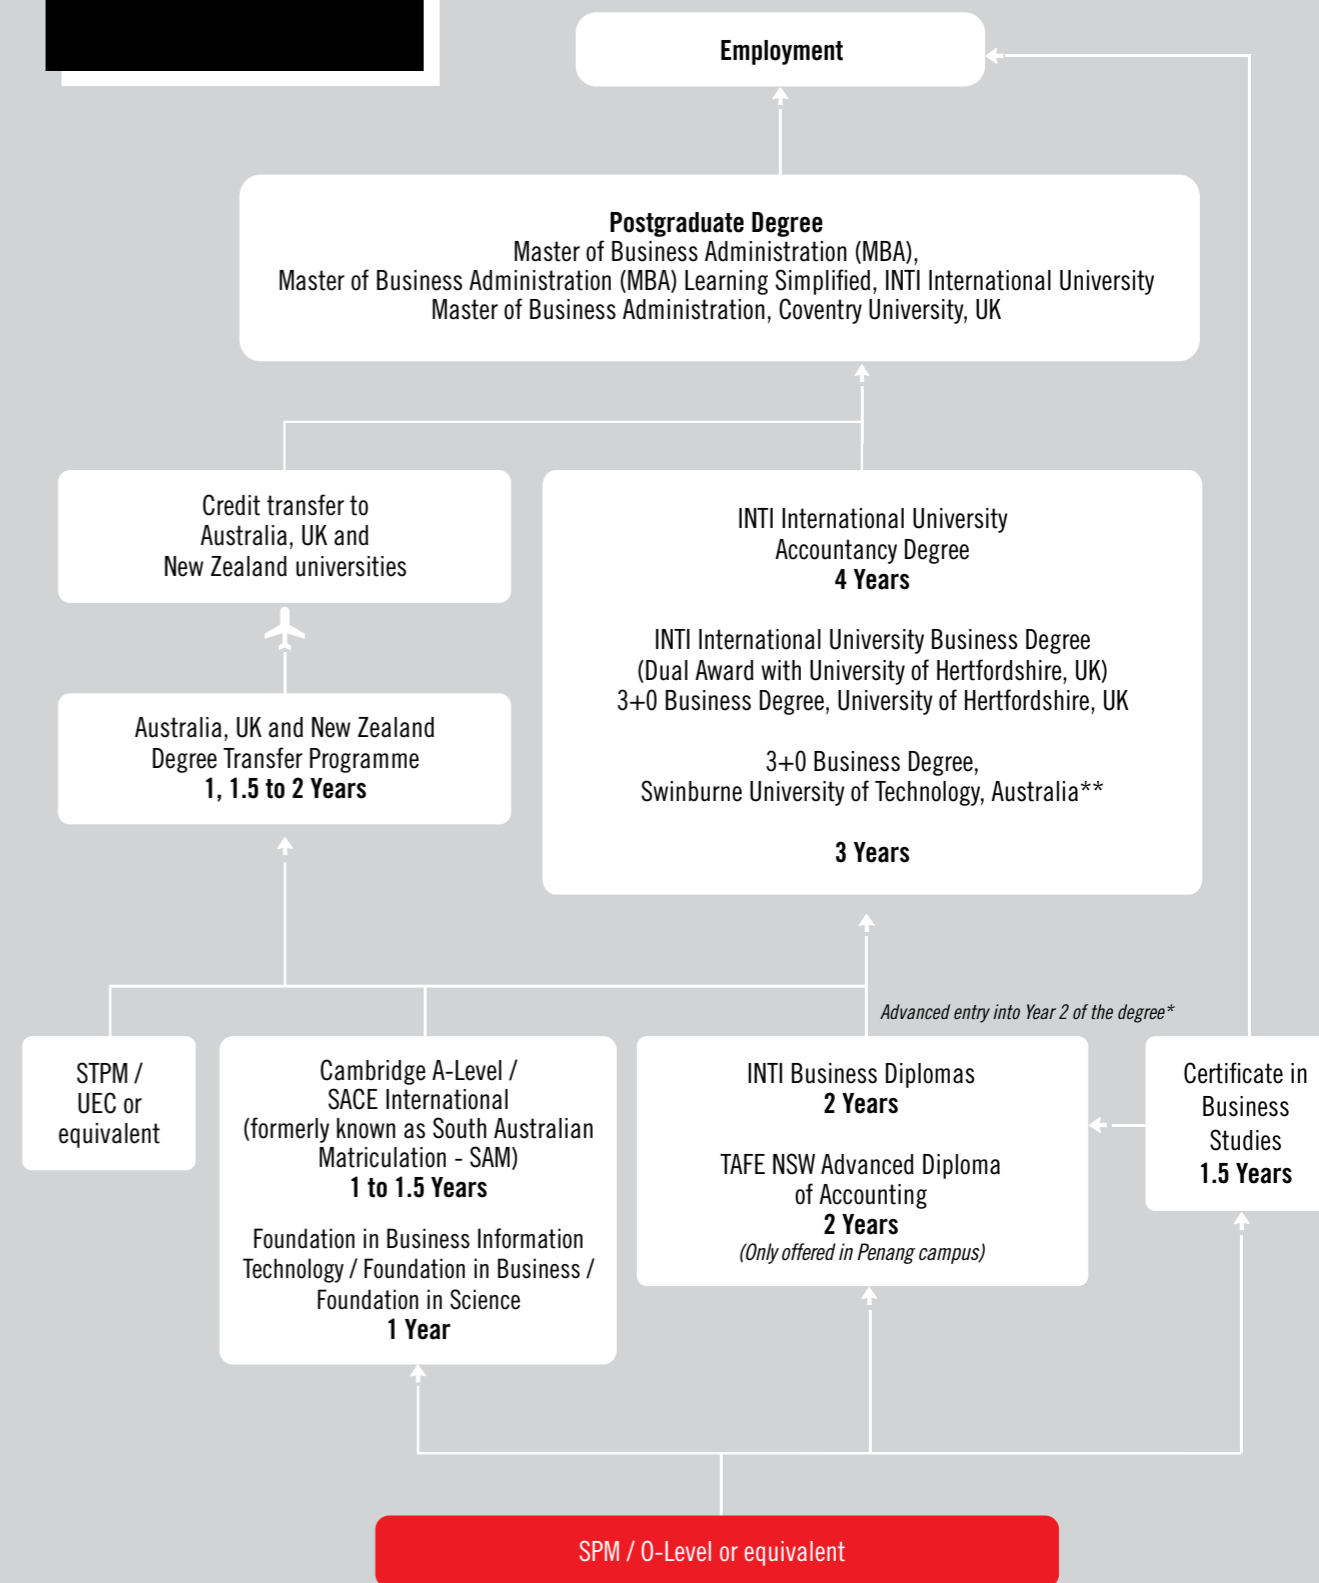 Employment
Postgraduate Degree
Master of Business Administration (MBA),
Master of Business Administration (MBA) Learning Simplified, INTI International University
Master of Business Administration, Coventry University, UK
Credit transfer to
Australia, UK and
New Zealand universities
INTI International University
Accountancy Degree
4 Years
INTI International University Business Degree
(Dual Award with University of Hertfordshire, UK)
3+0 Business Degree, University of Hertfordshire, UK
3+0 Business Degree,
Swinburne University of Technology, Australia**
3 Years
Australia, UK and New Zealand
Degree Transfer Programme
1, 1.5 to 2 Years
Advanced entry into Year 2 of the degree*
STPM /
UEC or
equivalent
Cambridge A-Level /
SACE International
(formerly known as South Australian
Matriculation - SAM)
1 to 1.5 Years
Foundation in Business Information
Technology / Foundation in Business /
Foundation in Science
1 Year
INTI Business Diplomas
2 Years
TAFE NSW Advanced Diploma
of Accounting
2 Years
(Only offered in Penang campus)
Certificate in
Business
Studies
1.5 Years
SPM / O-Level or equivalent